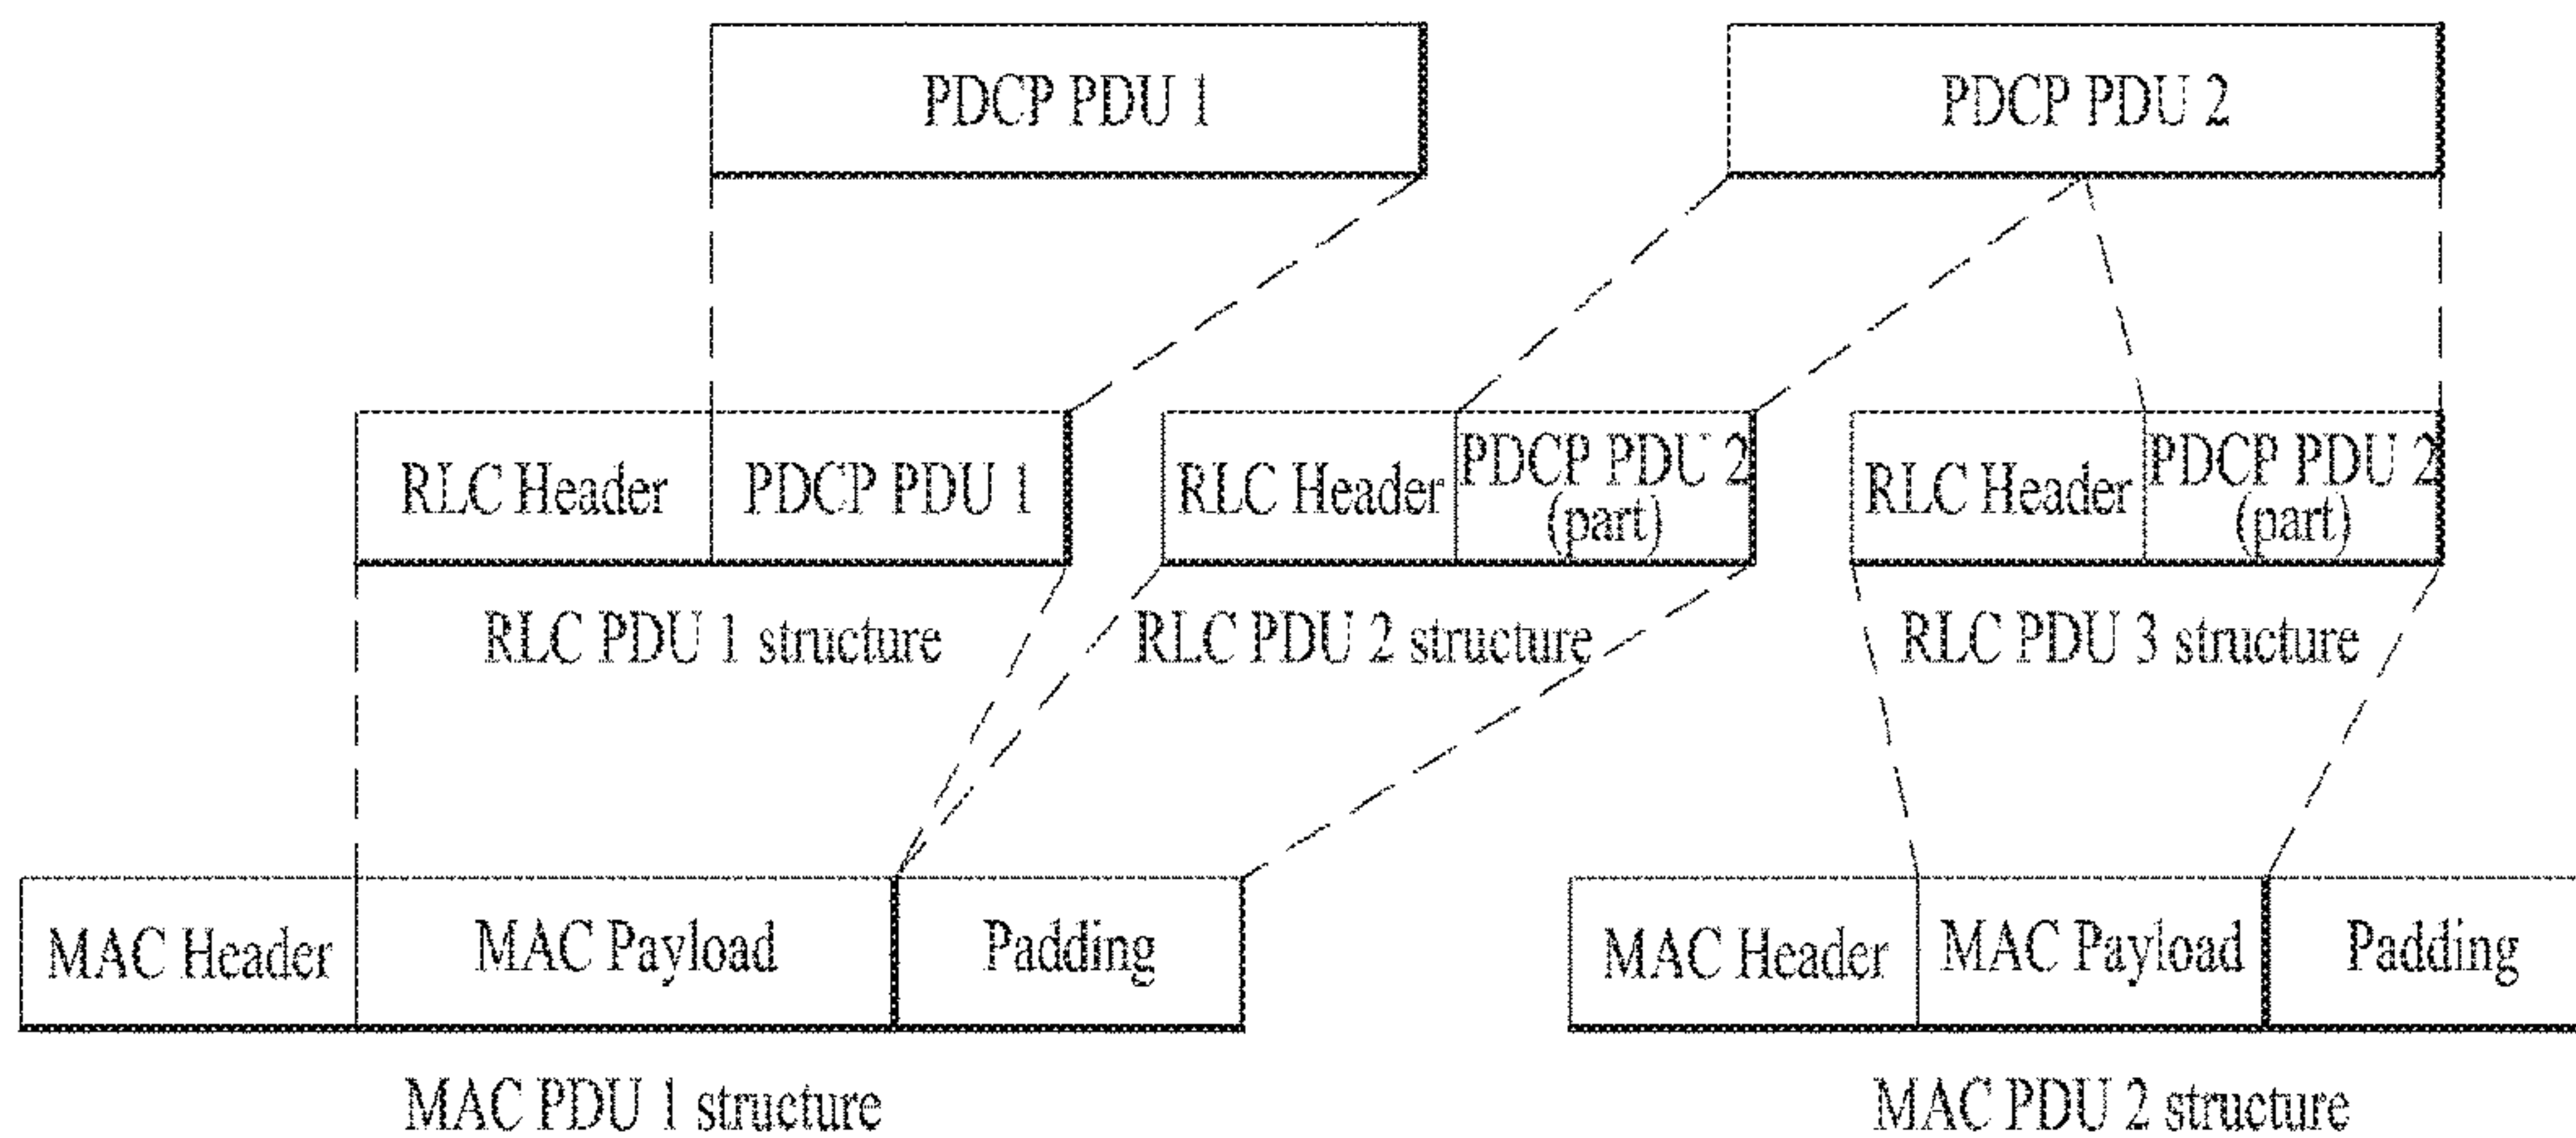 PDCP PDU 1
PDCP PDU 2
RLC Header
PDCP PDU 1
RLC Header
PDCP PDU 2
(part)
RLC Header
PDCP PDU 2
(part)
RLC PDU 1 structure
RLC PDU 2 structure
RLC PDU 3 structure
MAC Header
MAC Payload
Padding
MAC Header
MAC Payload
Padding
MAC PDU 1 structure
MAC PDU 2 structure